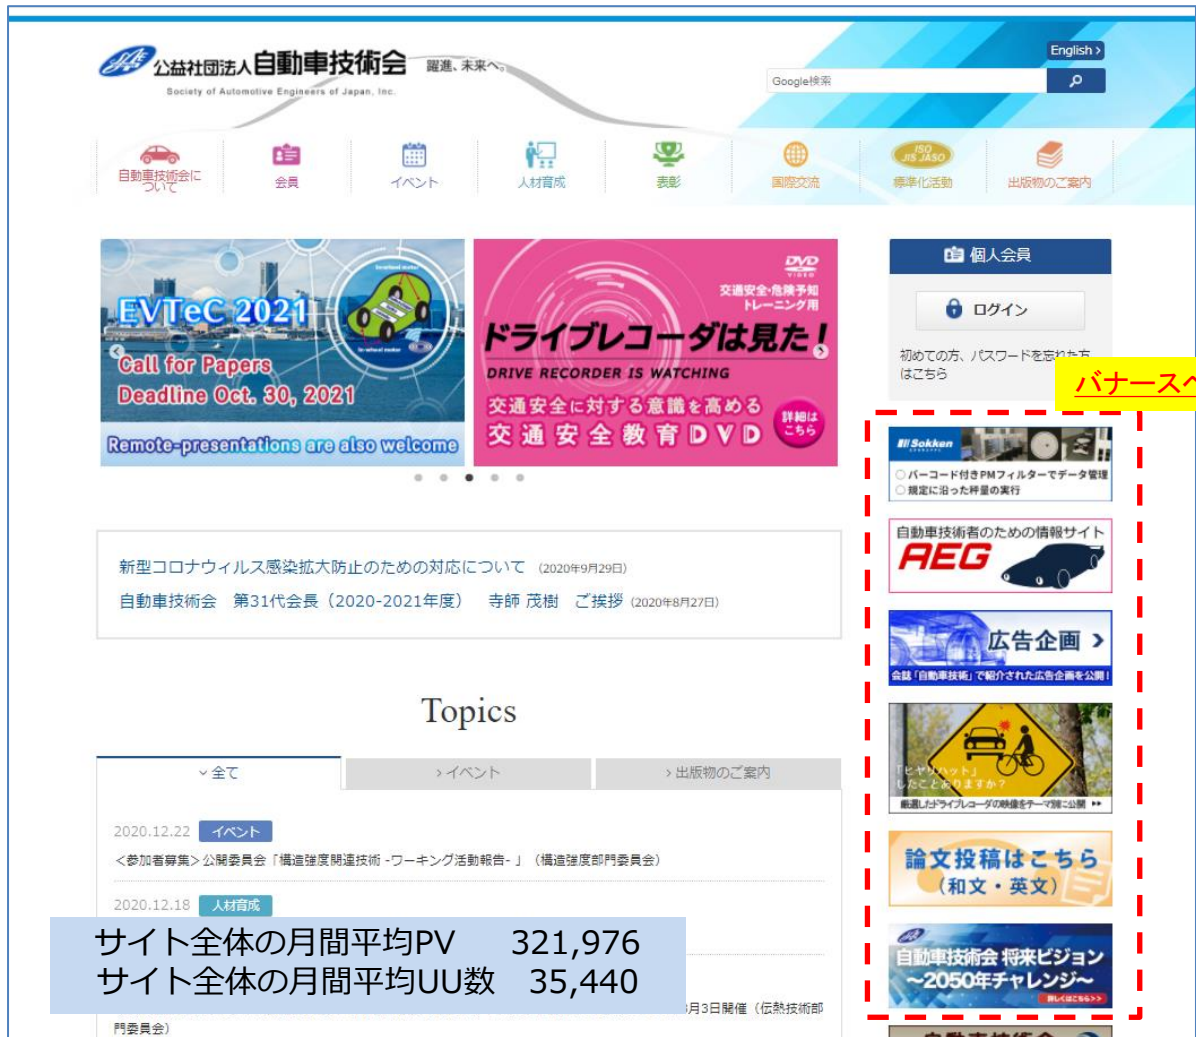 公益社団法人自動車技術会 躍進、未来へ。
Society of Automotive Engineers of Japan, Inc.
English >
Google検索
自動車技術会について
会員
イベント
人材育成
表彰
国際交流
ISO
JIS JASO
標準化活動
出版物のご案内
EVTeC 2021
in-wheel motor
in-wheel motor
Call for Papers
Deadline Oct. 30, 2021
Remote-presentations are also welcome
DVD
VIDEO
交通安全・危険予知
トレーニング用
ドライブレコーダは見た!
DRIVE RECORDER IS WATCHING
交通安全に対する意識を高める
交通安全教育DVD
詳細は
こちら
個人会員
ログイン
初めての方、パスワードを忘れた方
はこちら
バナースペ
Sokken
○バーコード付きPMフィルターでデータ管理
○規定に沿った秤量の実行
自動車技術者のための情報サイト
AEG
広告企画 >
会誌「自動車技術」で紹介された広告企画を公開!
「ヒヤリハット」
したことありますか?
厳選したドライブレコーダの映像をテーマ別に公開 ▸▸
論文投稿はこちら
(和文・英文)
自動車技術会 将来ビジョン
~2050年チャレンジ~
詳しくはこちら>>
新型コロナウィルス感染拡大防止のための対応について (2020年9月29日)
自動車技術会 第31代会長(2020-2021年度) 寺師 茂樹 ご挨拶 (2020年8月27日)
Topics
全て
> イベント
> 出版物のご案内
2020.12.22 イベント
<参加者募集>公開委員会「構造強度関連技術 -ワーキング活動報告- 」(構造強度部門委員会)
2020.12.18 人材育成
サイト全体の月間平均PV 321,976
サイト全体の月間平均UU数 35,440
月3日開催(伝熱技術部
門委員会)